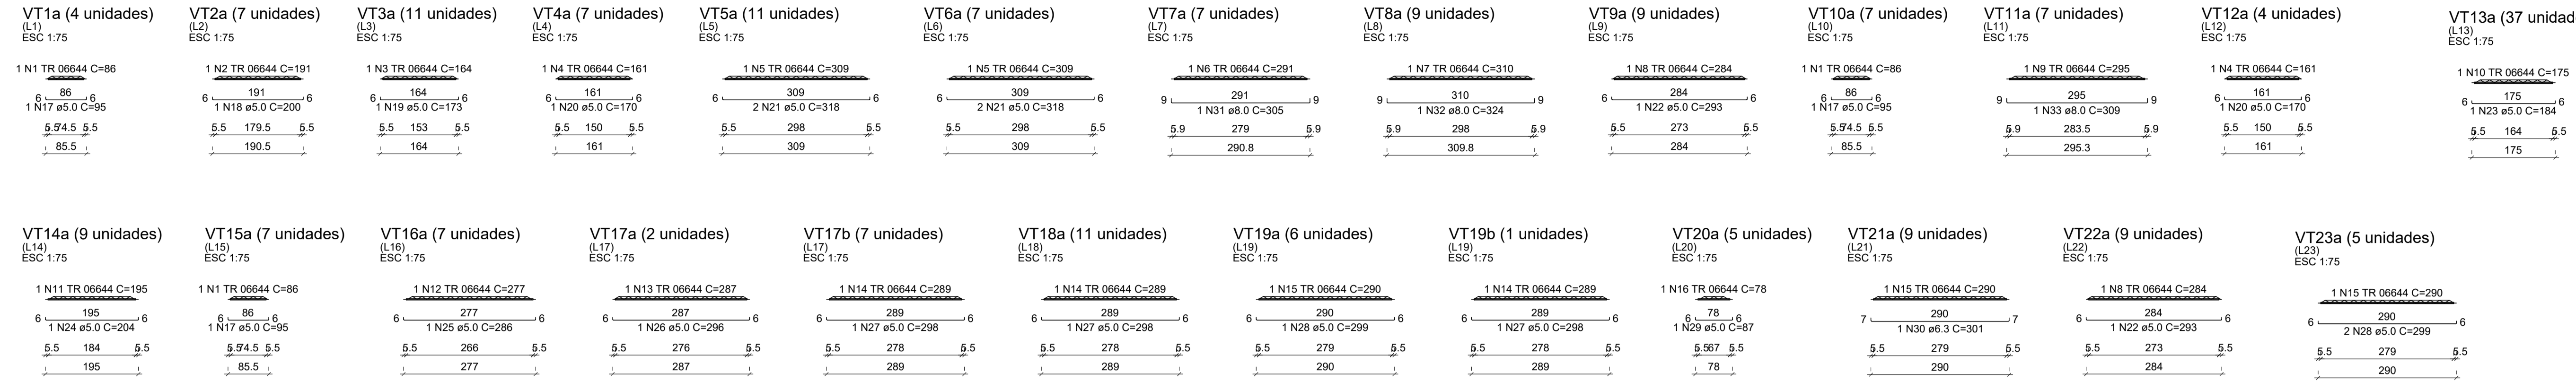 VT1a (4 unidades)
(L1)
ESC 1:75
1 N1 TR 06644 C=86
86
6 6
1 N17 ø5.0 C=95
5.5 74.5 5.5
85.5
VT2a (7 unidades)
(L2)
ESC 1:75
1 N2 TR 06644 C=191
191
6 6
1 N18 ø5.0 C=200
5.5 179.5 5.5
190.5
VT3a (11 unidades)
(L3)
ESC 1:75
1 N3 TR 06644 C=164
164
6 6
1 N19 ø5.0 C=173
5.5 153 5.5
164
VT4a (7 unidades)
(L4)
ESC 1:75
1 N4 TR 06644 C=161
161
6 6
1 N20 ø5.0 C=170
5.5 150 5.5
161
VT5a (11 unidades)
(L5)
ESC 1:75
1 N5 TR 06644 C=309
309
6 6
2 N21 ø5.0 C=318
5.5 298 5.5
309
VT6a (7 unidades)
(L6)
ESC 1:75
1 N5 TR 06644 C=309
309
6 6
2 N21 ø5.0 C=318
5.5 298 5.5
309
VT7a (7 unidades)
(L7)
ESC 1:75
1 N6 TR 06644 C=291
291
9 9
1 N31 ø8.0 C=305
5.9 279 5.9
290.8
VT8a (9 unidades)
(L8)
ESC 1:75
1 N7 TR 06644 C=310
310
9 9
1 N32 ø8.0 C=324
5.9 298 5.9
309.8
VT9a (9 unidades)
(L9)
ESC 1:75
1 N8 TR 06644 C=284
284
6 6
1 N22 ø5.0 C=293
5.5 273 5.5
284
VT10a (7 unidades)
(L10)
ESC 1:75
1 N1 TR 06644 C=86
86
6 6
1 N17 ø5.0 C=95
5.5 74.5 5.5
85.5
VT11a (7 unidades)
(L11)
ESC 1:75
1 N9 TR 06644 C=295
295
9 9
1 N33 ø8.0 C=309
5.9 283.5 5.9
295.3
VT12a (4 unidades)
(L12)
ESC 1:75
1 N4 TR 06644 C=161
161
6 6
1 N20 ø5.0 C=170
5.5 150 5.5
161
VT13a (37 unidad
(L13)
ESC 1:75
1 N10 TR 06644 C=175
175
6 6
1 N23 ø5.0 C=184
5.5 164 5.5
175
VT14a (9 unidades)
(L14)
ESC 1:75
1 N11 TR 06644 C=195
195
6 6
1 N24 ø5.0 C=204
5.5 184 5.5
195
VT15a (7 unidades)
(L15)
ESC 1:75
1 N1 TR 06644 C=86
86
6 6
1 N17 ø5.0 C=95
5.5 74.5 5.5
85.5
VT16a (7 unidades)
(L16)
ESC 1:75
1 N12 TR 06644 C=277
277
6 6
1 N25 ø5.0 C=286
5.5 266 5.5
277
VT17a (2 unidades)
(L17)
ESC 1:75
1 N13 TR 06644 C=287
287
6 6
1 N26 ø5.0 C=296
5.5 276 5.5
287
VT17b (7 unidades)
(L17)
ESC 1:75
1 N14 TR 06644 C=289
289
6 6
1 N27 ø5.0 C=298
5.5 278 5.5
289
VT18a (11 unidades)
(L18)
ESC 1:75
1 N14 TR 06644 C=289
289
6 6
1 N27 ø5.0 C=298
5.5 278 5.5
289
VT19a (6 unidades)
(L19)
ESC 1:75
1 N15 TR 06644 C=290
290
6 6
1 N28 ø5.0 C=299
5.5 279 5.5
290
VT19b (1 unidades)
(L19)
ESC 1:75
1 N14 TR 06644 C=289
289
6 6
1 N27 ø5.0 C=298
5.5 278 5.5
289
VT20a (5 unidades)
(L20)
ESC 1:75
1 N16 TR 06644 C=78
78
6 6
1 N29 ø5.0 C=87
5.5 67 5.5
78
VT21a (9 unidades)
(L21)
ESC 1:75
1 N15 TR 06644 C=290
290
7 7
1 N30 ø6.3 C=301
5.5 279 5.5
290
VT22a (9 unidades)
(L22)
ESC 1:75
1 N8 TR 06644 C=284
284
6 6
1 N22 ø5.0 C=293
5.5 273 5.5
284
VT23a (5 unidades)
(L23)
ESC 1:75
1 N15 TR 06644 C=290
290
6 6
2 N28 ø5.0 C=299
5.5 279 5.5
290